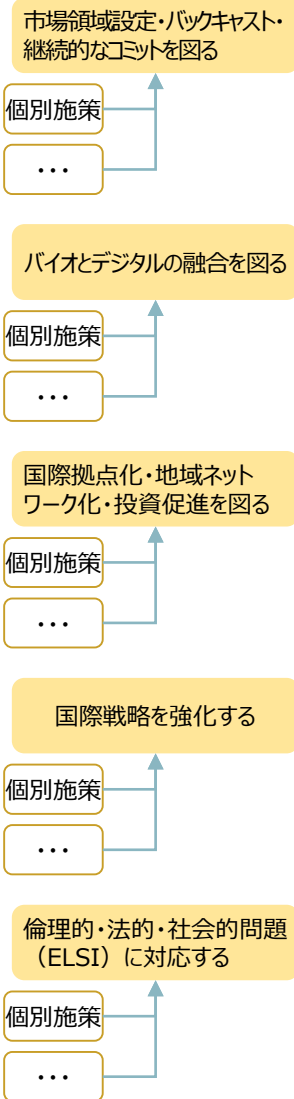 市場領域設定・バックキャスト・
継続的なコミットを図る
個別施策
・・・
バイオとデジタルの融合を図る
個別施策
・・・
国際拠点化・地域ネット
ワーク化・投資促進を図る
個別施策
・・・
国際戦略を強化する
個別施策
・・・
倫理的・法的・社会的問題
（ELSI）に対応する
個別施策
・・・